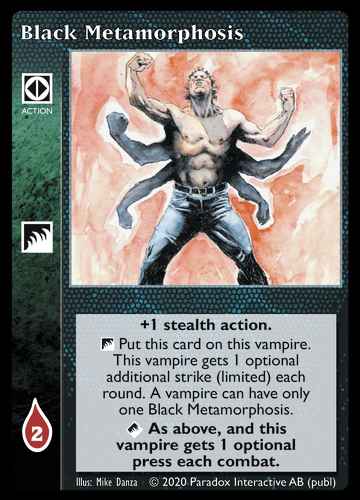 Black Metamorphosis
ACTION
+1 stealth action.
Put this card on this vampire.
This vampire gets 1 optional
additional strike (limited) each
round. A vampire can have only
one Black Metamorphosis.
As above, and this
vampire gets 1 optional
press each combat.
2
Illus: Mike Danza © 2020 Paradox Interactive AB (publ)